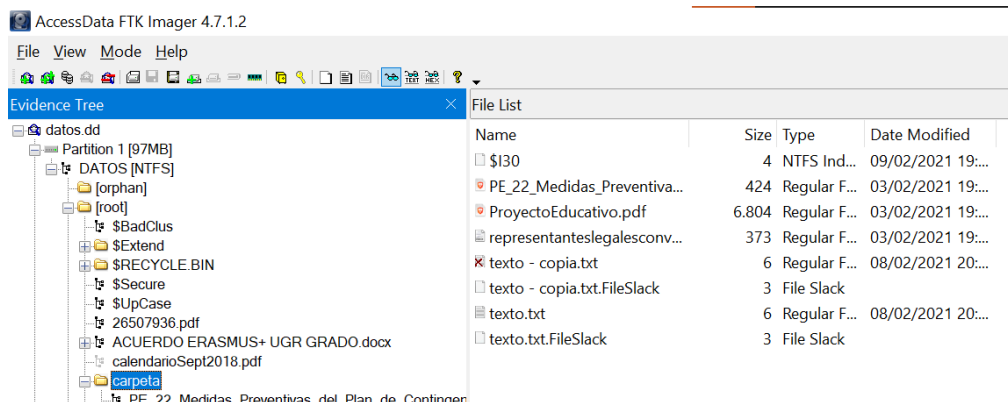 AccessData FTK Imager 4.7.1.2
File View Mode Help
TEXT HEX
Evidence Tree
datos.dd
Partition 1 [97MB]
DATOS [NTFS]
[orphan]
[root]
$BadClus
$Extend
$RECYCLE.BIN
$Secure
$UpCase
26507936.pdf
ACUERDO ERASMUS+ UGR GRADO.docx
calendarioSept2018.pdf
carpeta
PE_22_Medidas_Preventivas_del_Plan_de_Contingen
File List
Name Size Type Date Modified
$I30 4 NTFS Ind... 09/02/2021 19:...
PE_22_Medidas_Preventiva... 424 Regular F... 03/02/2021 19:...
ProyectoEducativo.pdf 6.804 Regular F... 03/02/2021 19:...
representanteslegalesconv... 373 Regular F... 03/02/2021 19:...
texto - copia.txt 6 Regular F... 08/02/2021 20:...
texto - copia.txt.FileSlack 3 File Slack
texto.txt 6 Regular F... 08/02/2021 20:...
texto.txt.FileSlack 3 File Slack